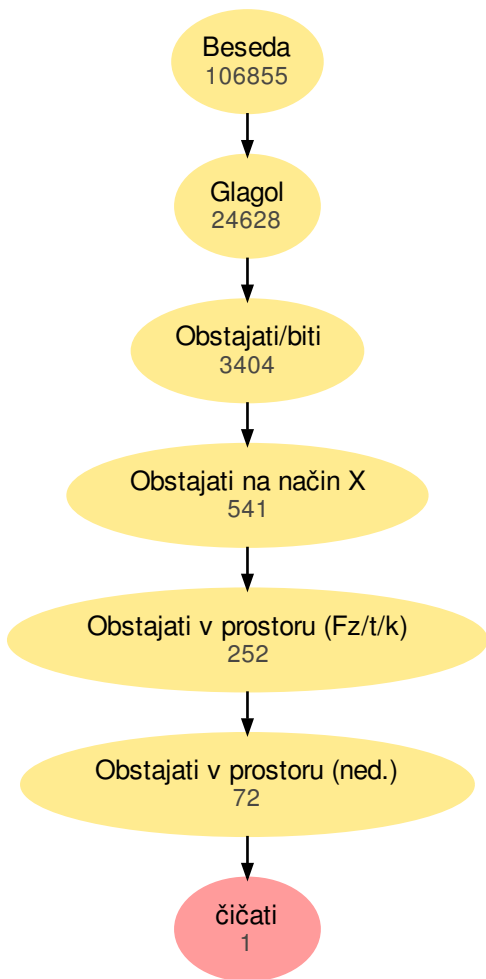 Beseda
106855
Glagol
24628
Obstajati/biti
3404
Obstajati na način X
541
Obstajati v prostoru (Fz/t/k)
252
Obstajati v prostoru (ned.)
72
čičati
1